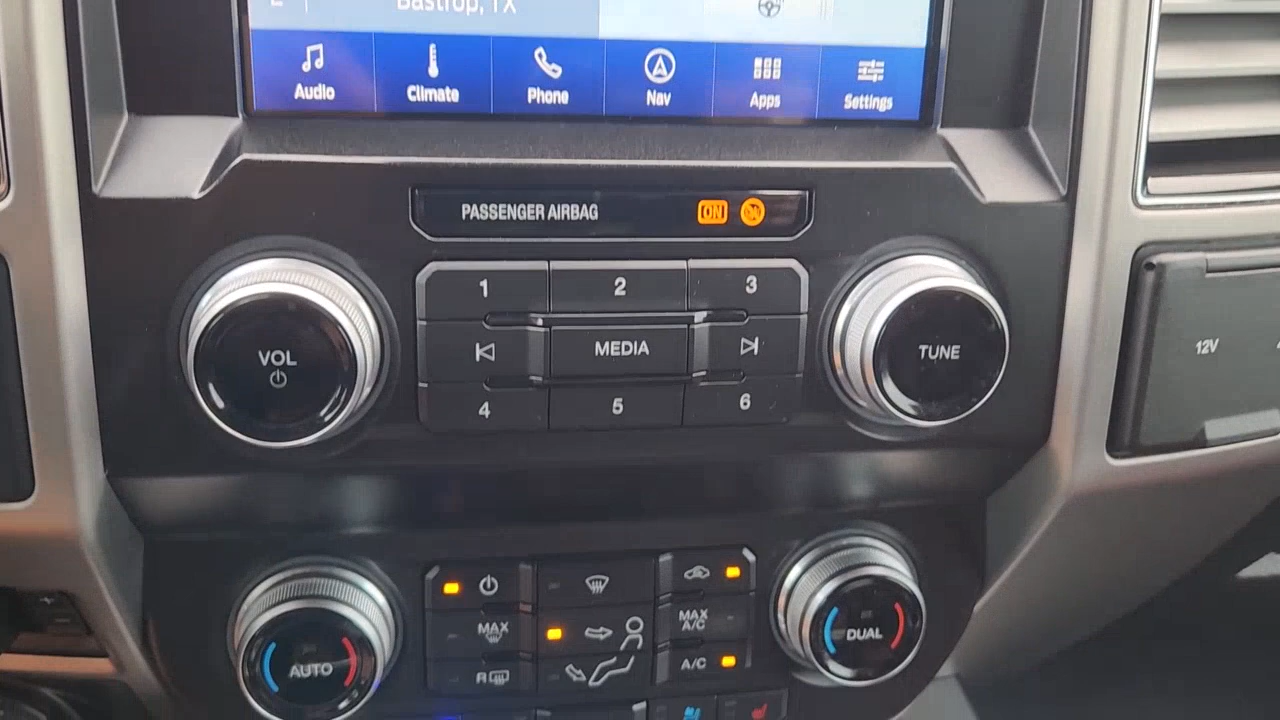 Bastrop, TX
Audio Climate Phone Nav Apps Settings
PASSENGER AIRBAG ON
1 2 3
VOL MEDIA TUNE
12V
4 5 6
MAX
MAX A/C
AUTO DUAL
R A/C